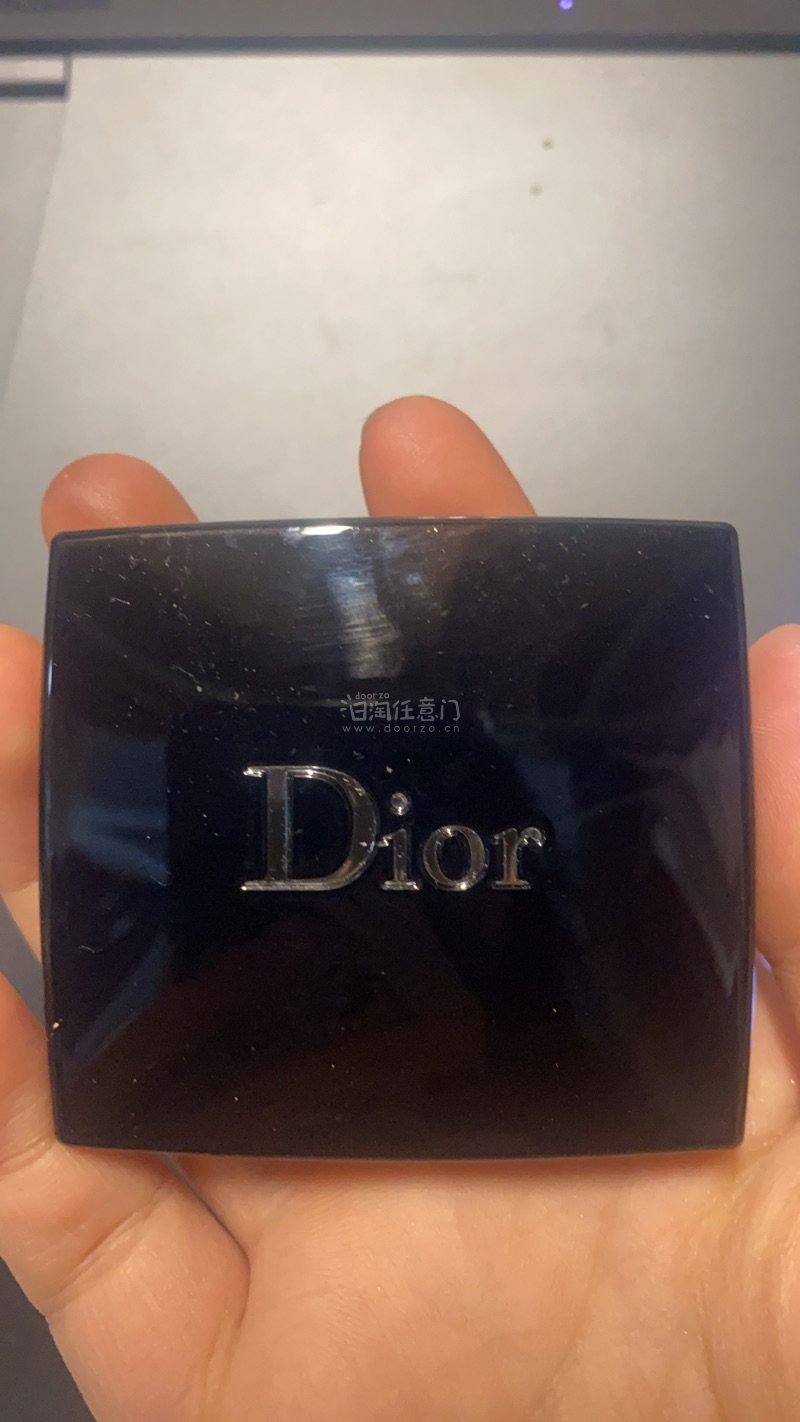 doorzo
日淘任意门
www.doorzo.cn
Dior